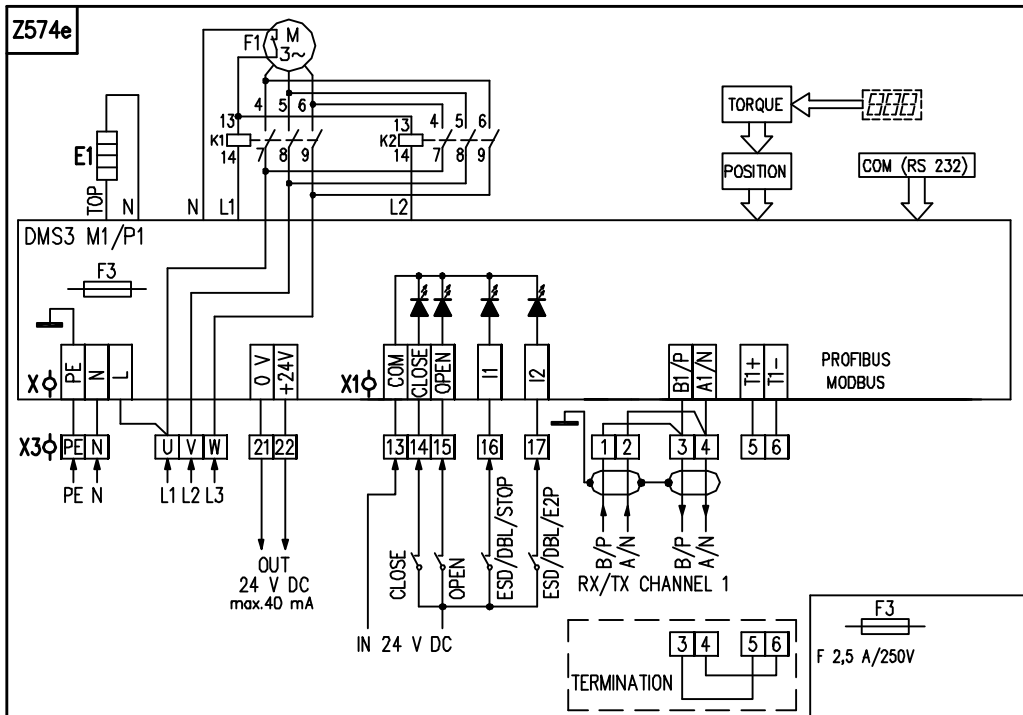 Z574e
F1
M
3~
4 5 6
13
K1
14
7 8 9
13
4 5 6
K2
14
7 8 9
E1
TOP
N
N
L1
L2
TORQUE
888
POSITION
COM (RS 232)
DMS3 M1/P1
F3
X
PE
N
L
0 V
+24V
X1
COM
CLOSE
OPEN
I1
I2
B1/P
A1/N
T1+
T1-
PROFIBUS
MODBUS
X3
PE N
U V W
21 22
13 14 15 16 17
1 2 3 4 5 6
PE N
L1 L2 L3
OUT
24 V DC
max.40 mA
CLOSE
OPEN
ESD/DBL/STOP
ESD/DBL/E2P
B/P
A/N
B/P
A/N
RX/TX CHANNEL 1
IN 24 V DC
TERMINATION
3 4 5 6
F3
F 2,5 A/250V